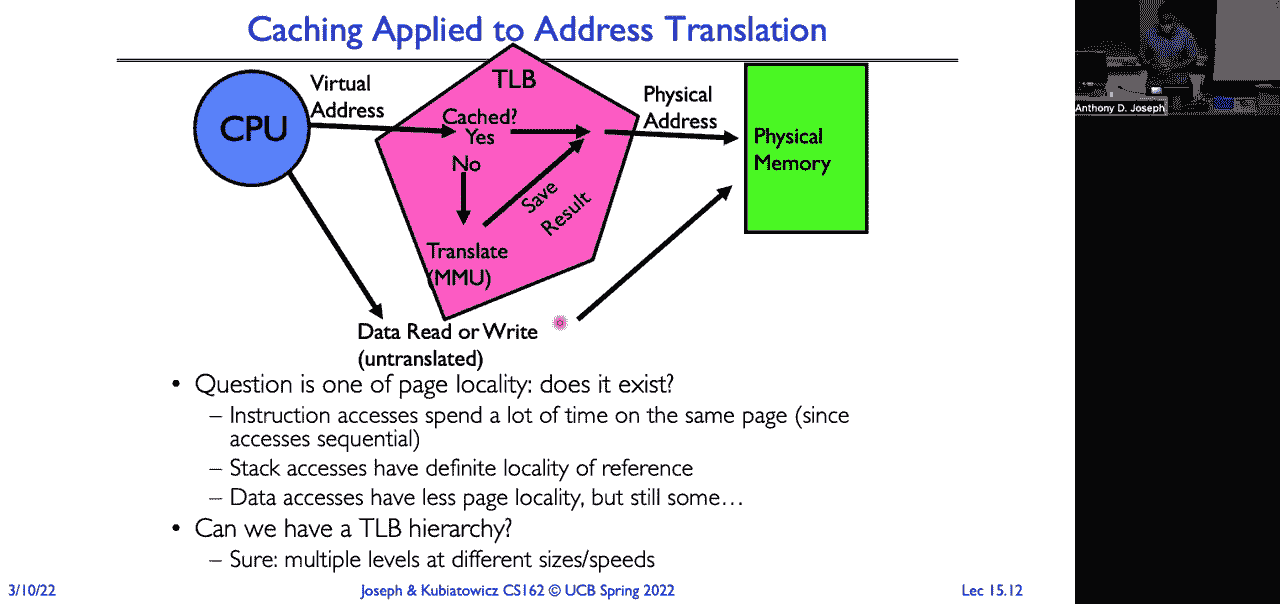 Caching Applied to Address Translation
CPU
Virtual
Address
TLB
Cached?
Yes
No
Save
Result
Translate
(MMU)
Physical
Address
Physical
Memory
Data Read or Write
(untranslated)
• Question is one of page locality: does it exist?
– Instruction accesses spend a lot of time on the same page (since
accesses sequential)
– Stack accesses have definite locality of reference
– Data accesses have less page locality, but still some…
• Can we have a TLB hierarchy?
– Sure: multiple levels at different sizes/speeds
3/10/22
Joseph & Kubiatowicz CS162 © UCB Spring 2022
Lec 15.12
Anthony D. Joseph